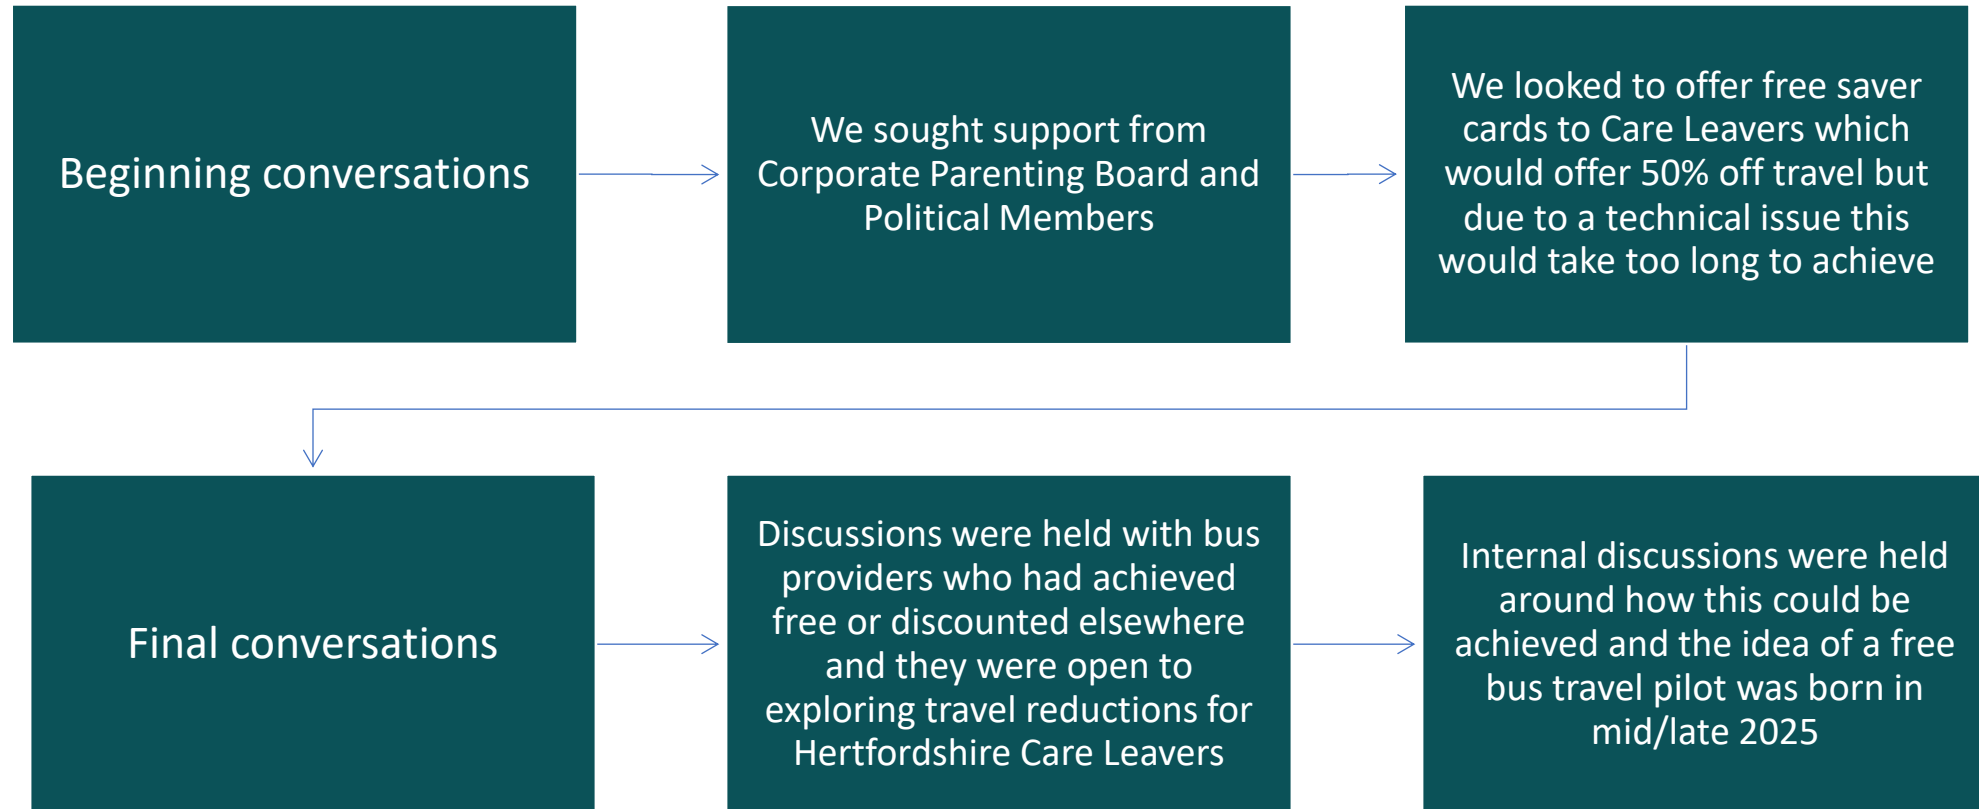 Beginning conversations
We sought support from
Corporate Parenting Board and
Political Members
We looked to offer free saver
cards to Care Leavers which
would offer 50% off travel but
due to a technical issue this
would take too long to achieve
Final conversations
Discussions were held with bus
providers who had achieved
free or discounted elsewhere
and they were open to
exploring travel reductions for
Hertfordshire Care Leavers
Internal discussions were held
around how this could be
achieved and the idea of a free
bus travel pilot was born in
mid/late 2025